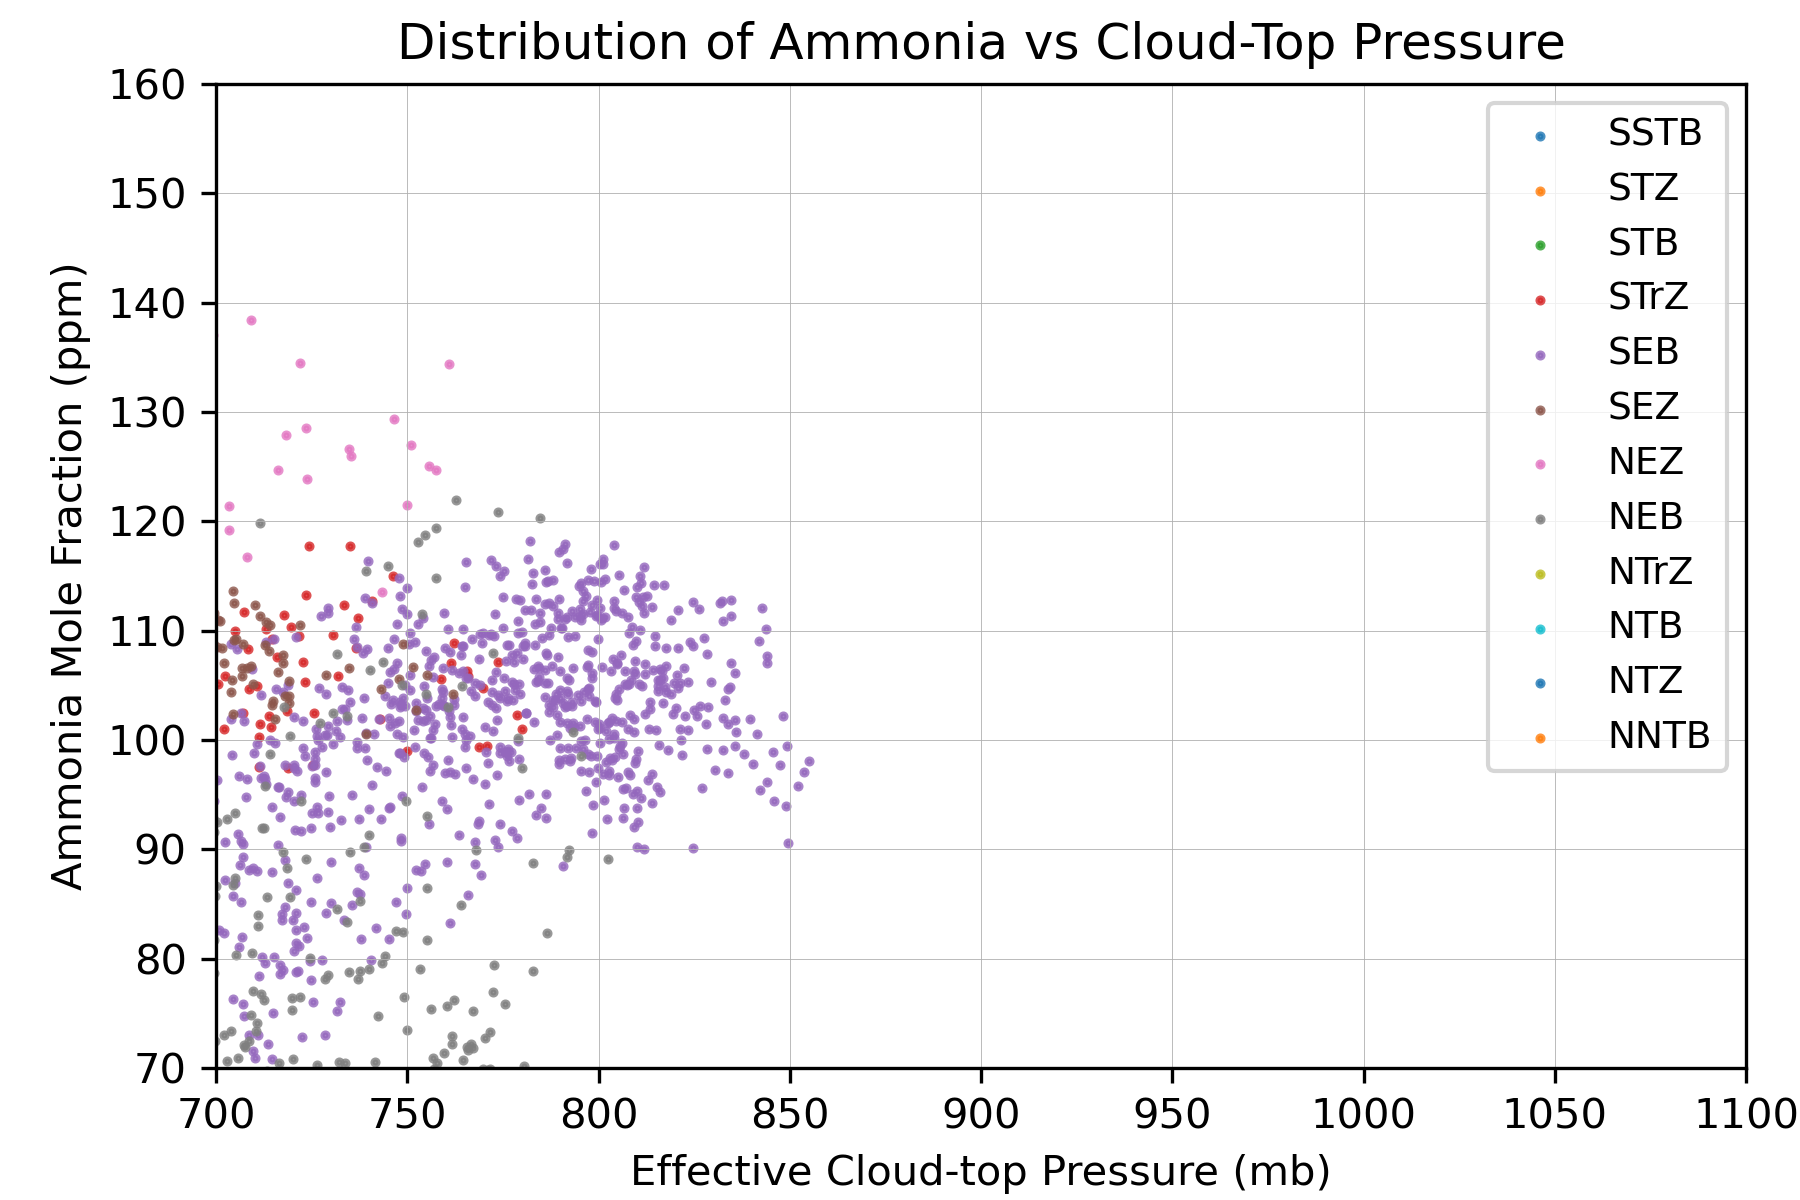 Distribution of Ammonia vs Cloud-Top Pressure
160
150
140
130
120
110
100
90
80
70
Ammonia Mole Fraction (ppm)
SSTB
STZ
STB
STrZ
SEB
SEZ
NEZ
NEB
NTrZ
NTB
NTZ
NNTB
700 750 800 850 900 950 1000 1050 1100
Effective Cloud-top Pressure (mb)